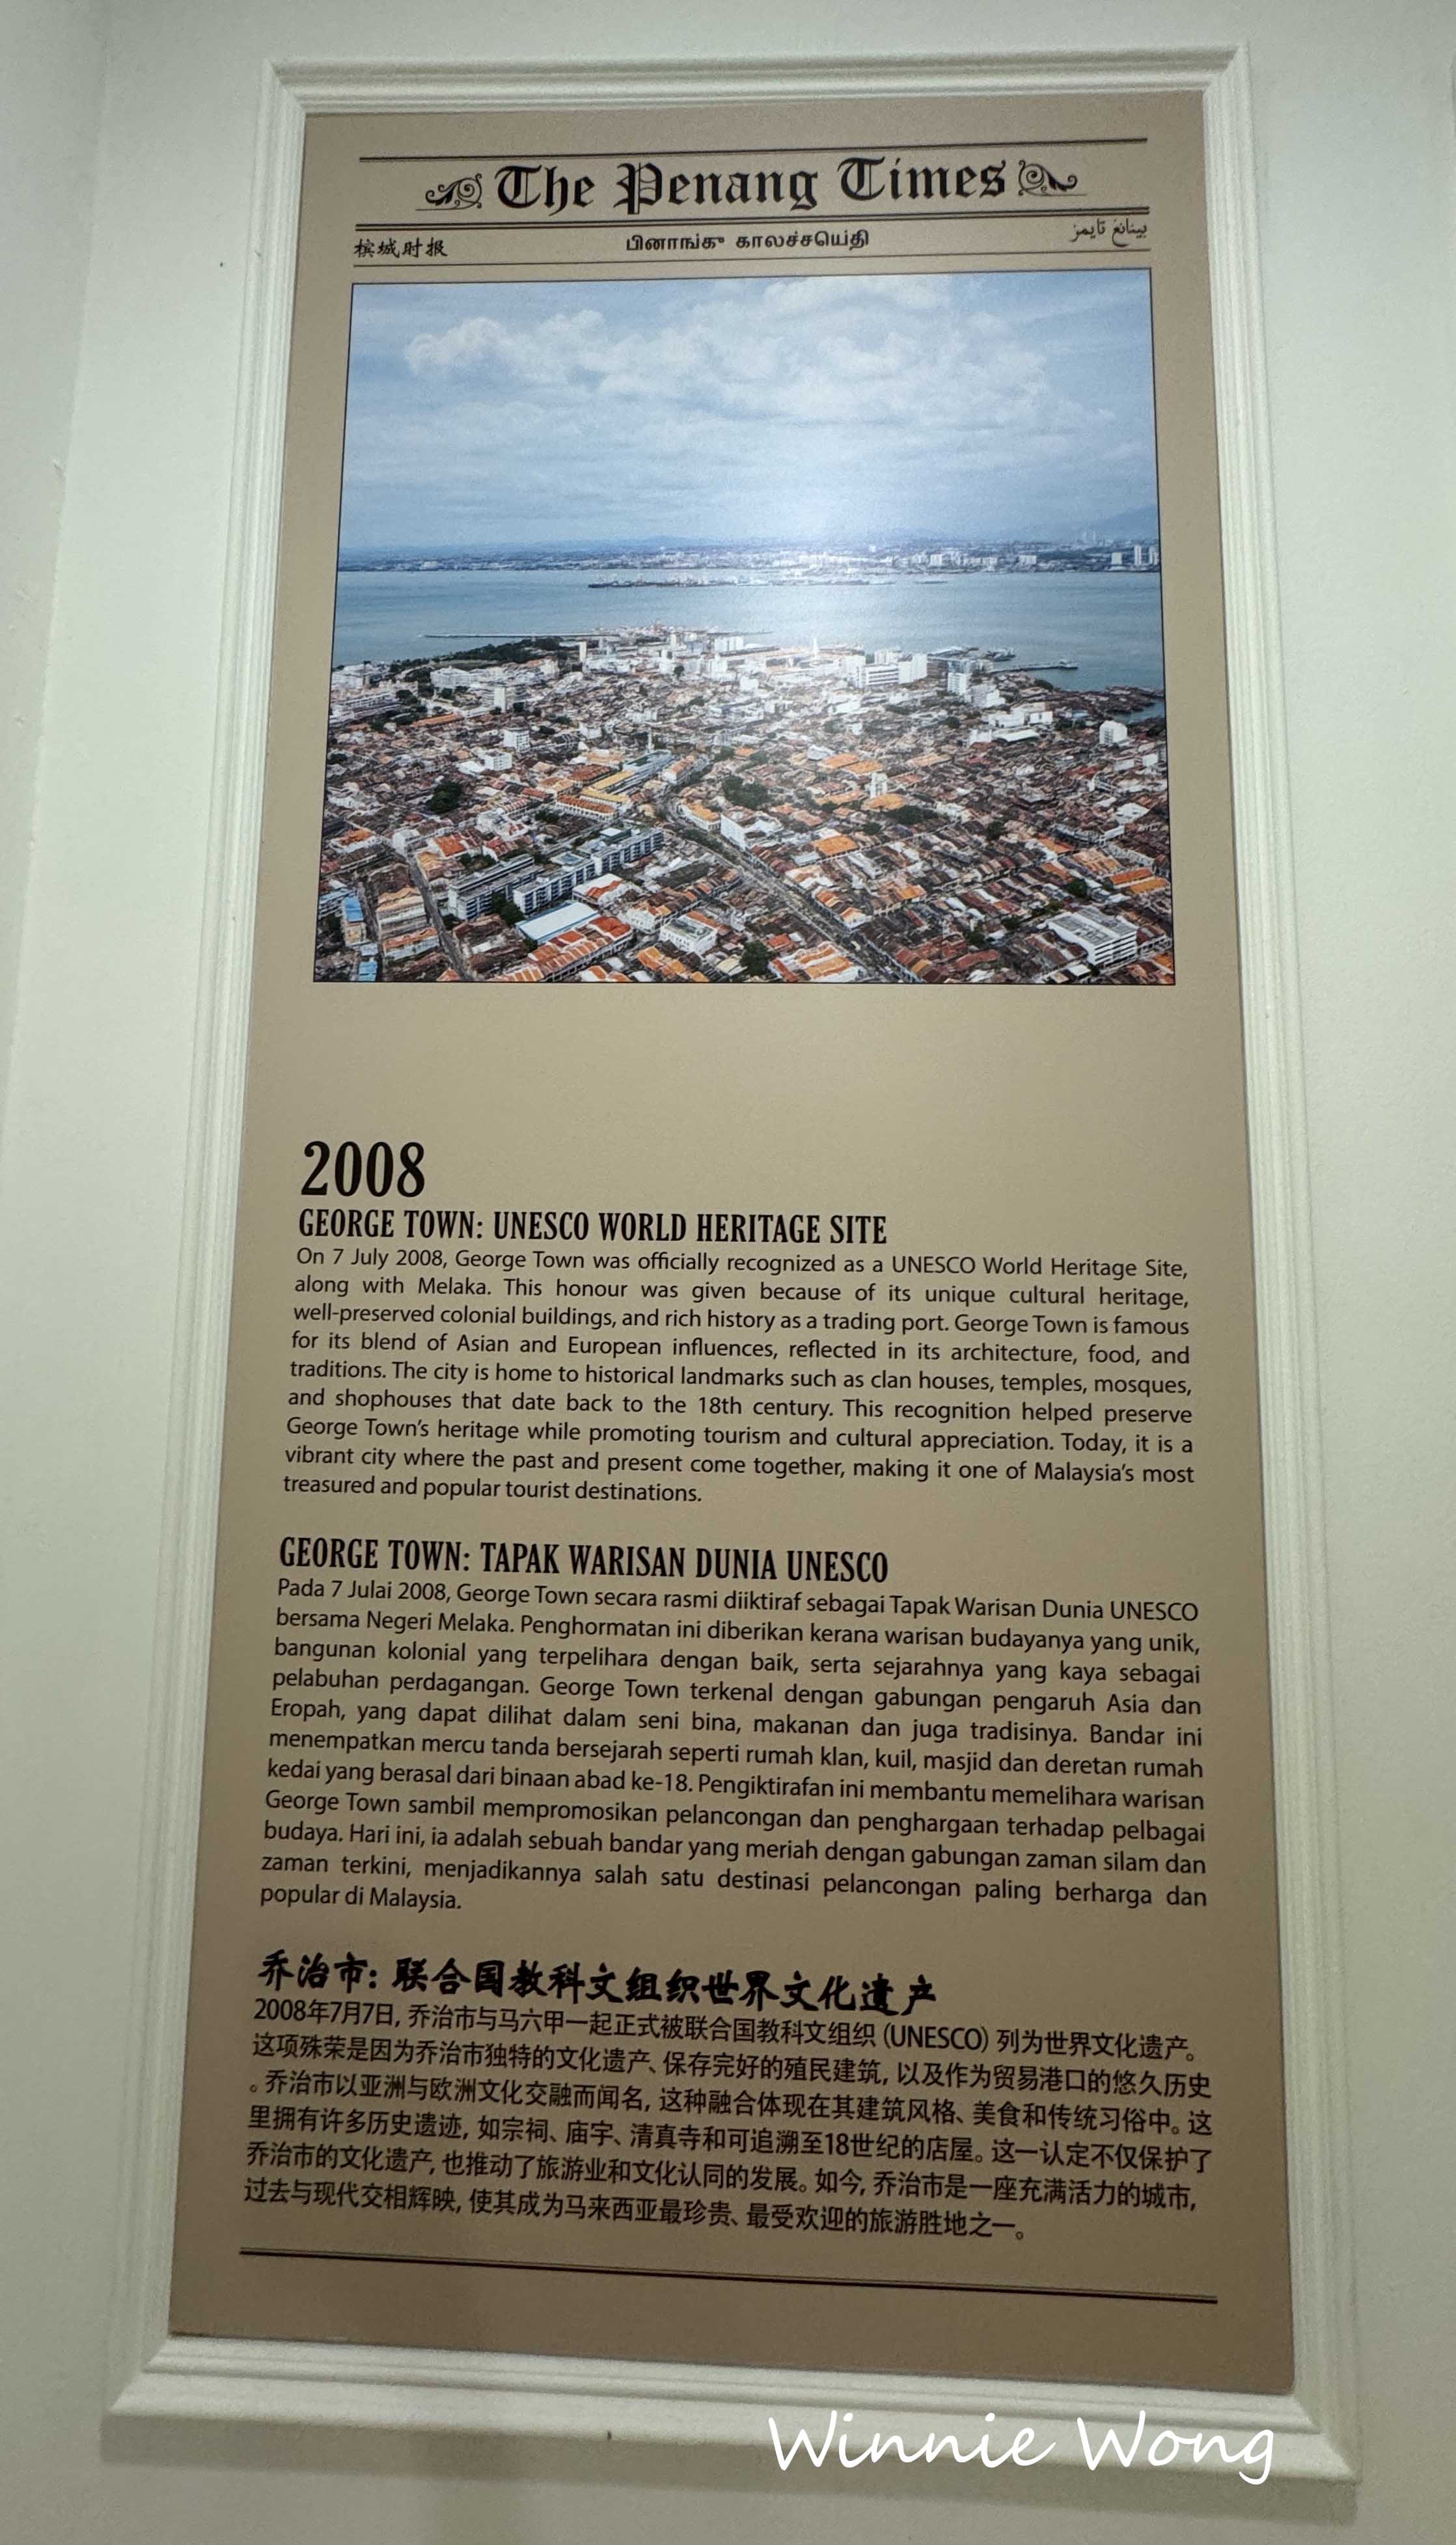 The Penang Times
槟城时报
பினாங்கு காலச்செய்தி
بينانغ تايمز
2008
GEORGE TOWN: UNESCO WORLD HERITAGE SITE
On 7 July 2008, George Town was officially recognized as a UNESCO World Heritage Site,
along with Melaka. This honour was given because of its unique cultural heritage,
well-preserved colonial buildings, and rich history as a trading port. George Town is famous
for its blend of Asian and European influences, reflected in its architecture, food, and
traditions. The city is home to historical landmarks such as clan houses, temples, mosques,
and shophouses that date back to the 18th century. This recognition helped preserve
George Town's heritage while promoting tourism and cultural appreciation. Today, it is a
vibrant city where the past and present come together, making it one of Malaysia's most
treasured and popular tourist destinations.
GEORGE TOWN: TAPAK WARISAN DUNIA UNESCO
Pada 7 Julai 2008, George Town secara rasmi diiktiraf sebagai Tapak Warisan Dunia UNESCO
bersama Negeri Melaka. Penghormatan ini diberikan kerana warisan budayanya yang unik,
bangunan kolonial yang terpelihara dengan baik, serta sejarahnya yang kaya sebagai
pelabuhan perdagangan. George Town terkenal dengan gabungan pengaruh Asia dan
Eropah, yang dapat dilihat dalam seni bina, makanan dan juga tradisinya. Bandar ini
menempatkan mercu tanda bersejarah seperti rumah klan, kuil, masjid dan deretan rumah
kedai yang berasal dari binaan abad ke-18. Pengiktirafan ini membantu memelihara warisan
George Town sambil mempromosikan pelancongan dan penghargaan terhadap pelbagai
budaya. Hari ini, ia adalah sebuah bandar yang meriah dengan gabungan zaman silam dan
zaman terkini, menjadikannya salah satu destinasi pelancongan paling berharga dan
popular di Malaysia.
乔治市: 联合国教科文组织世界文化遗产
2008年7月7日, 乔治市与马六甲一起正式被联合国教科文组织 (UNESCO) 列为世界文化遗产。
这项殊荣是因为乔治市独特的文化遗产、保存完好的殖民建筑, 以及作为贸易港口的悠久历史
。乔治市以亚洲与欧洲文化交融而闻名, 这种融合体现在其建筑风格、美食和传统习俗中。这
里拥有许多历史遗迹, 如宗祠、庙宇、清真寺和可追溯至18世纪的店屋。这一认定不仅保护了
乔治市的文化遗产, 也推动了旅游业和文化认同的发展。如今, 乔治市是一座充满活力的城市,
过去与现代交相辉映, 使其成为马来西亚最珍贵、最受欢迎的旅游胜地之一。
Winnie Wong